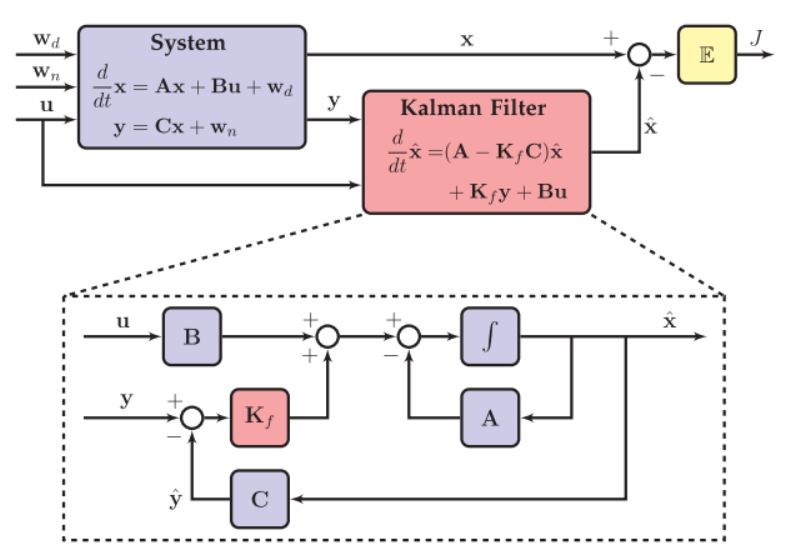 w_d
w_n
u
System
d/dt x = Ax + Bu + w_d
y = Cx + w_n
x
+
−
𝔼
J
y
Kalman Filter
d/dt x̂ =(A − K_f C)x̂
+ K_f y + Bu
x̂
u
B
+
+
+
−
∫
x̂
y
+
−
K_f
A
ŷ
C